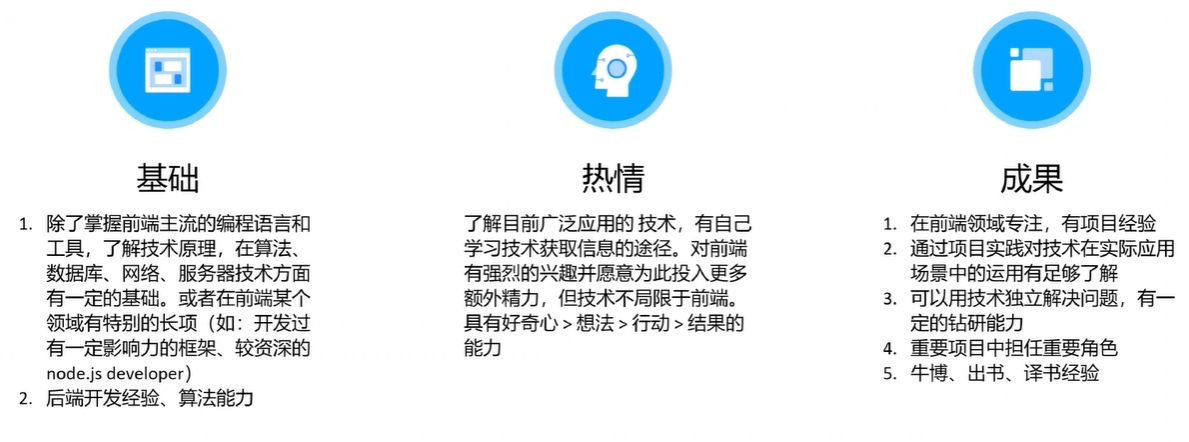 基础
1. 除了掌握前端主流的编程语言和
工具，了解技术原理，在算法、
数据库、网络、服务器技术方面
有一定的基础。或者在前端某个
领域有特别的长项（如：开发过
有一定影响力的框架、较资深的
node.js developer）
2. 后端开发经验、算法能力
热情
了解目前广泛应用的 技术，有自己
学习技术获取信息的途径。对前端
有强烈的兴趣并愿意为此投入更多
额外精力，但技术不局限于前端。
具有好奇心 > 想法 > 行动 > 结果的
能力
成果
1. 在前端领域专注，有项目经验
2. 通过项目实践对技术在实际应用
场景中的运用有足够了解
3. 可以用技术独立解决问题，有一
定的钻研能力
4. 重要项目中担任重要角色
5. 牛博、出书、译书经验